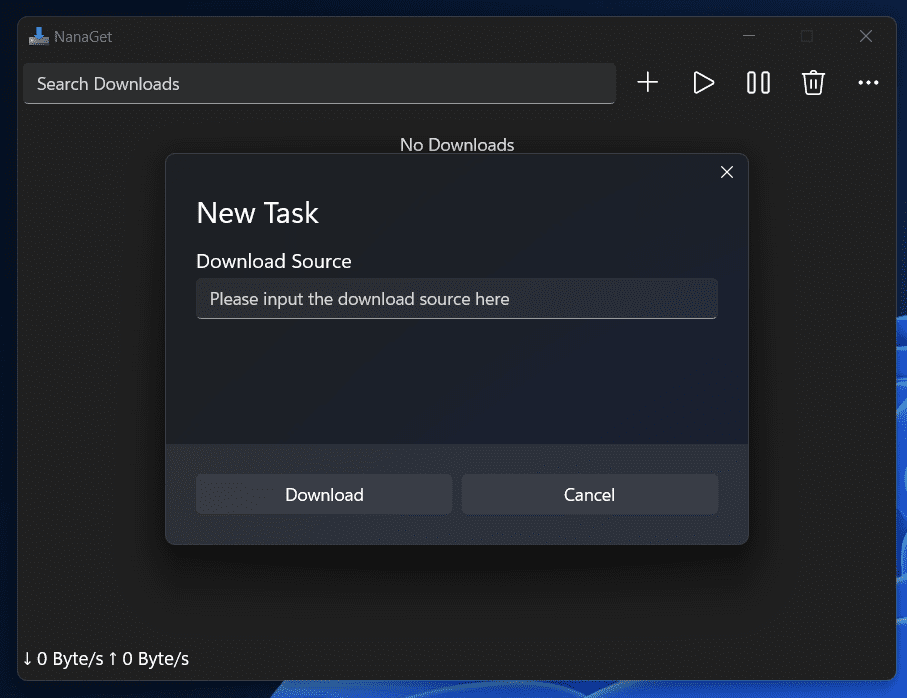 NanaGet
Search Downloads
No Downloads
New Task
Download Source
Please input the download source here
Download
Cancel
↓ 0 Byte/s ↑ 0 Byte/s